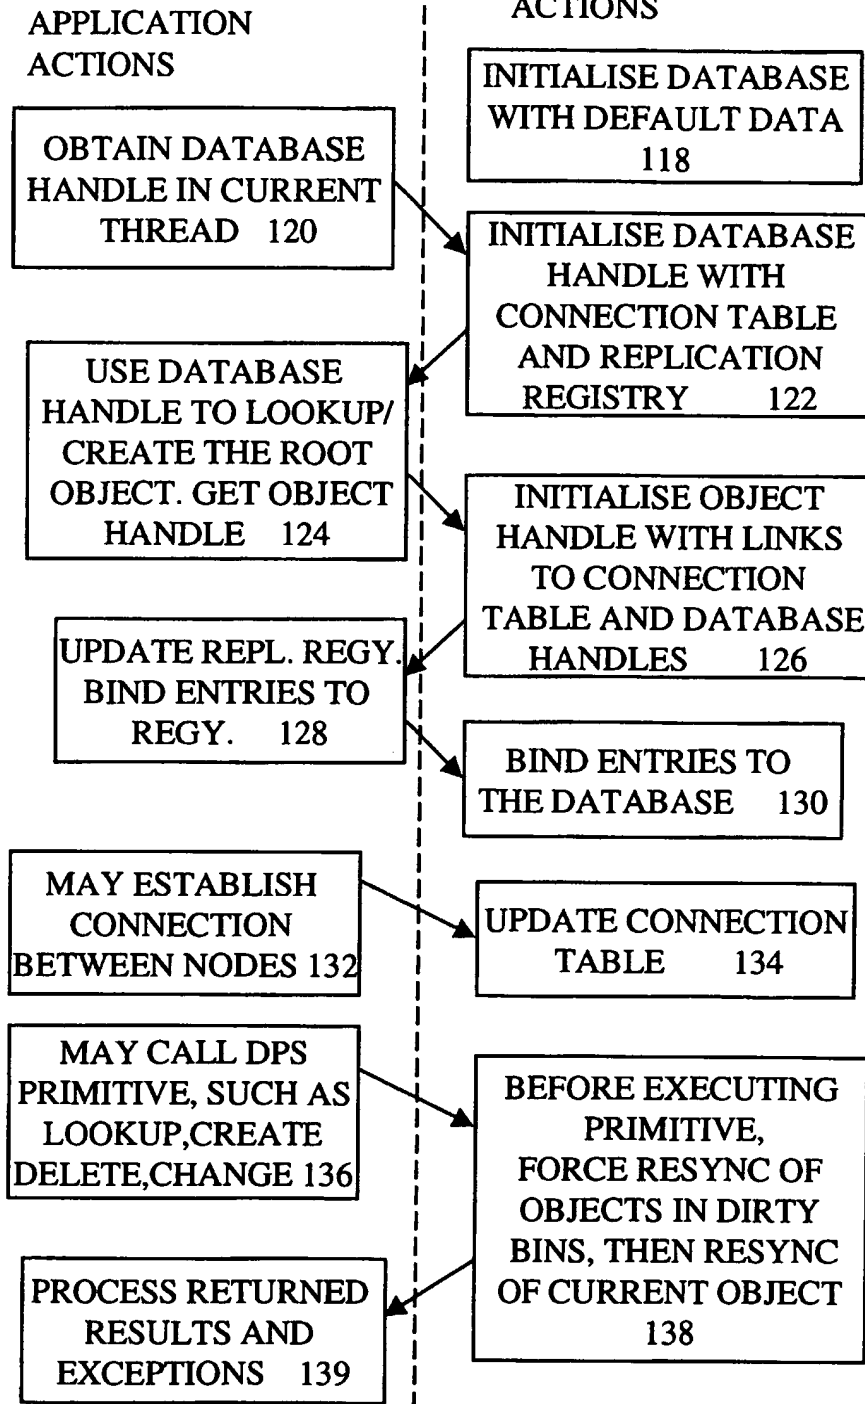 APPLICATION
ACTIONS
ACTIONS
INITIALISE DATABASE
WITH DEFAULT DATA
118
OBTAIN DATABASE
HANDLE IN CURRENT
THREAD 120
INITIALISE DATABASE
HANDLE WITH
CONNECTION TABLE
AND REPLICATION
REGISTRY 122
USE DATABASE
HANDLE TO LOOKUP/
CREATE THE ROOT
OBJECT. GET OBJECT
HANDLE 124
INITIALISE OBJECT
HANDLE WITH LINKS
TO CONNECTION
TABLE AND DATABASE
HANDLES 126
UPDATE REPL. REGY.
BIND ENTRIES TO
REGY. 128
BIND ENTRIES TO
THE DATABASE 130
MAY ESTABLISH
CONNECTION
BETWEEN NODES 132
UPDATE CONNECTION
TABLE 134
MAY CALL DPS
PRIMITIVE, SUCH AS
LOOKUP,CREATE
DELETE,CHANGE 136
BEFORE EXECUTING
PRIMITIVE,
FORCE RESYNC OF
OBJECTS IN DIRTY
BINS, THEN RESYNC
OF CURRENT OBJECT
138
PROCESS RETURNED
RESULTS AND
EXCEPTIONS 139